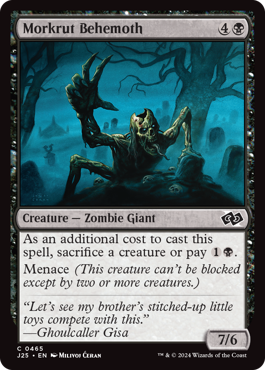 Morkrut Behemoth 4
Creature — Zombie Giant
As an additional cost to cast this
spell, sacrifice a creature or pay 1.
Menace (This creature can't be blocked
except by two or more creatures.)
"Let's see my brother's stitched-up little
toys compete with this."
—Ghoulcaller Gisa
7/6
C 0465
J25 • EN Milivoj Ćeran
™ & © 2024 Wizards of the Coast